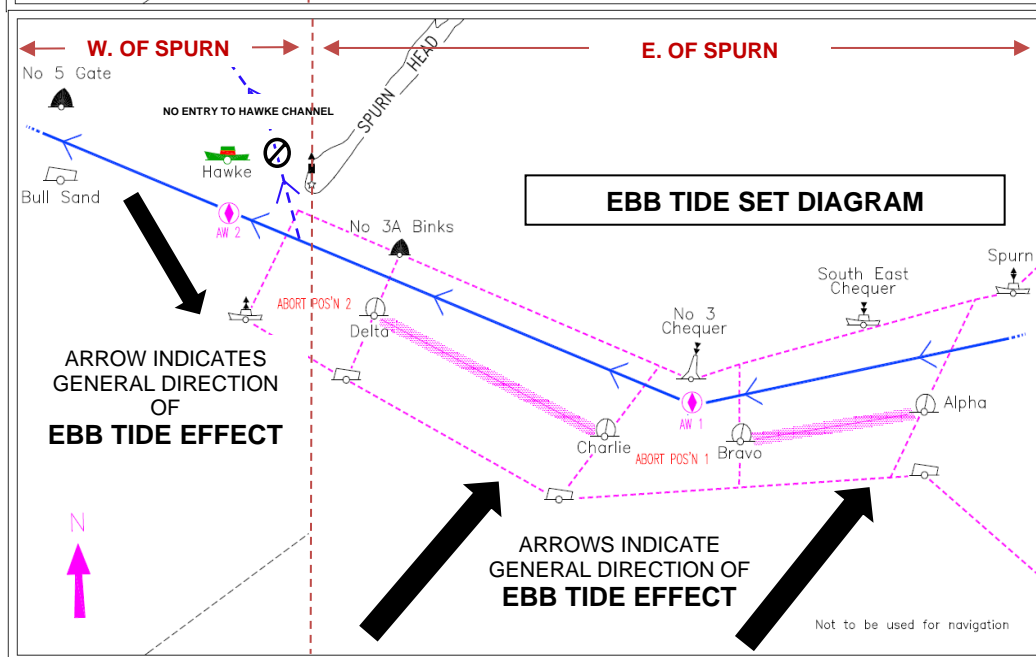 W. OF SPURN
E. OF SPURN
No 5 Gate
SPURN HEAD
NO ENTRY TO HAWKE CHANNEL
Hawke
Bull Sand
EBB TIDE SET DIAGRAM
AW 2
No 3A Binks
Spurn
South East
Chequer
ABORT POS'N 2
Delta
No 3
Chequer
ARROW INDICATES
GENERAL DIRECTION
OF
EBB TIDE EFFECT
AW 1
Alpha
Charlie
Bravo
ABORT POS'N 1
N
ARROWS INDICATE
GENERAL DIRECTION OF
EBB TIDE EFFECT
Not to be used for navigation